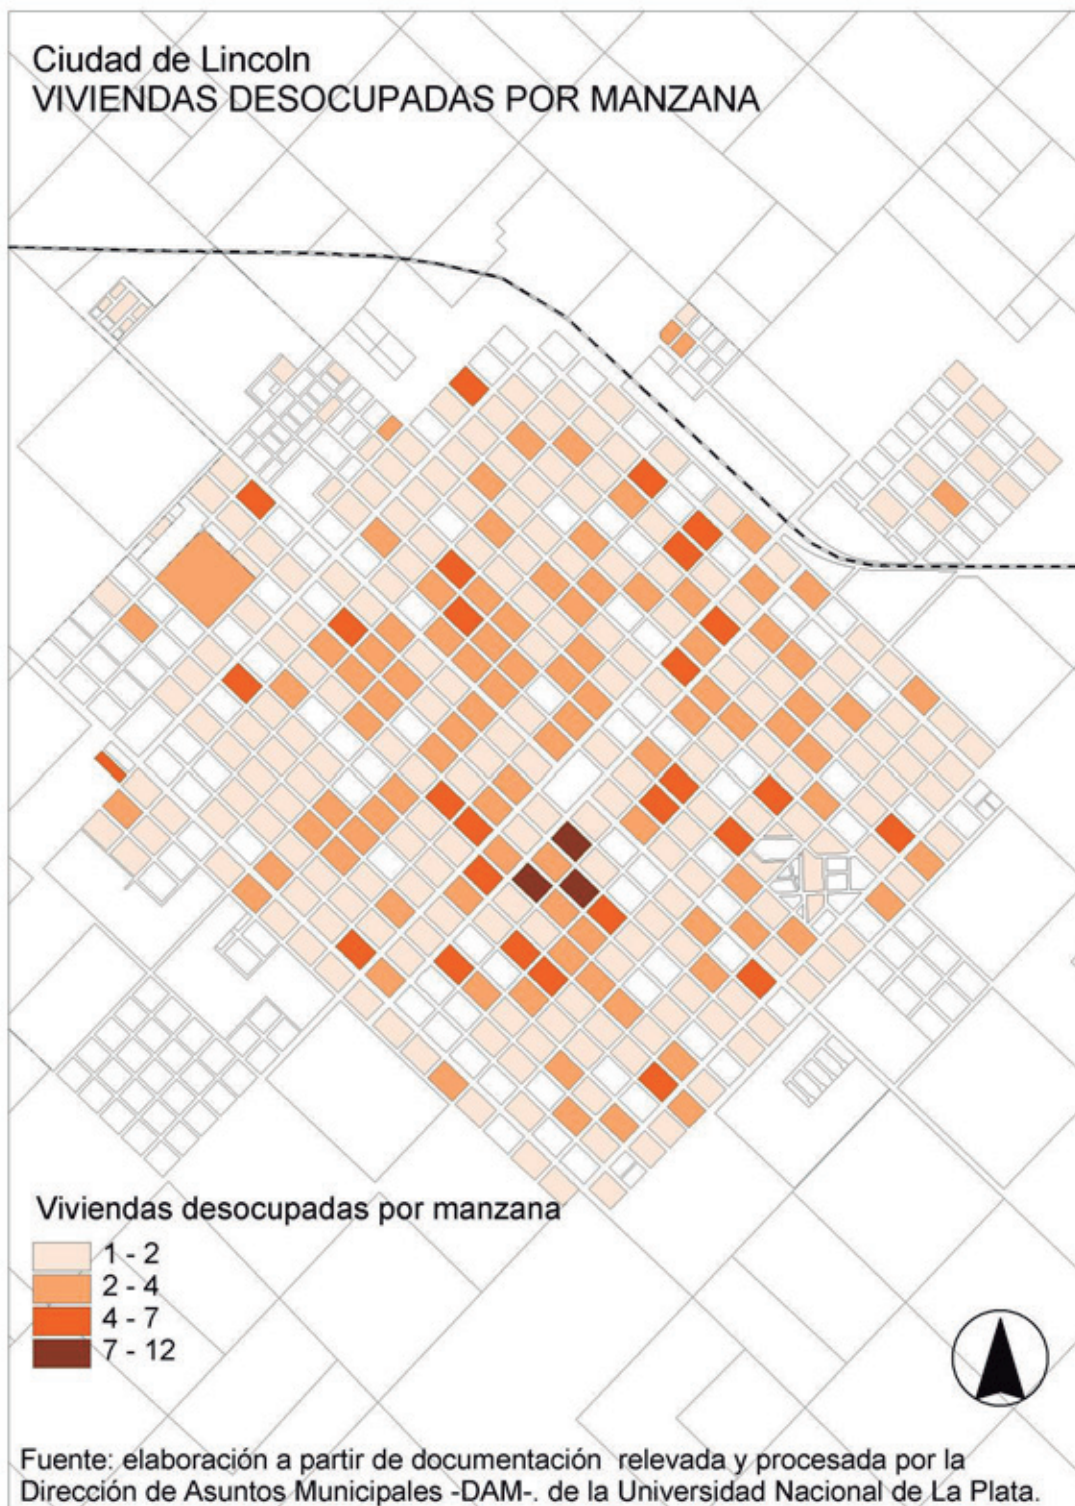 Ciudad de Lincoln
VIVIENDAS DESOCUPADAS POR MANZANA
Viviendas desocupadas por manzana
1 - 2
2 - 4
4 - 7
7 - 12
Fuente: elaboración a partir de documentación relevada y procesada por la
Dirección de Asuntos Municipales -DAM-. de la Universidad Nacional de La Plata.